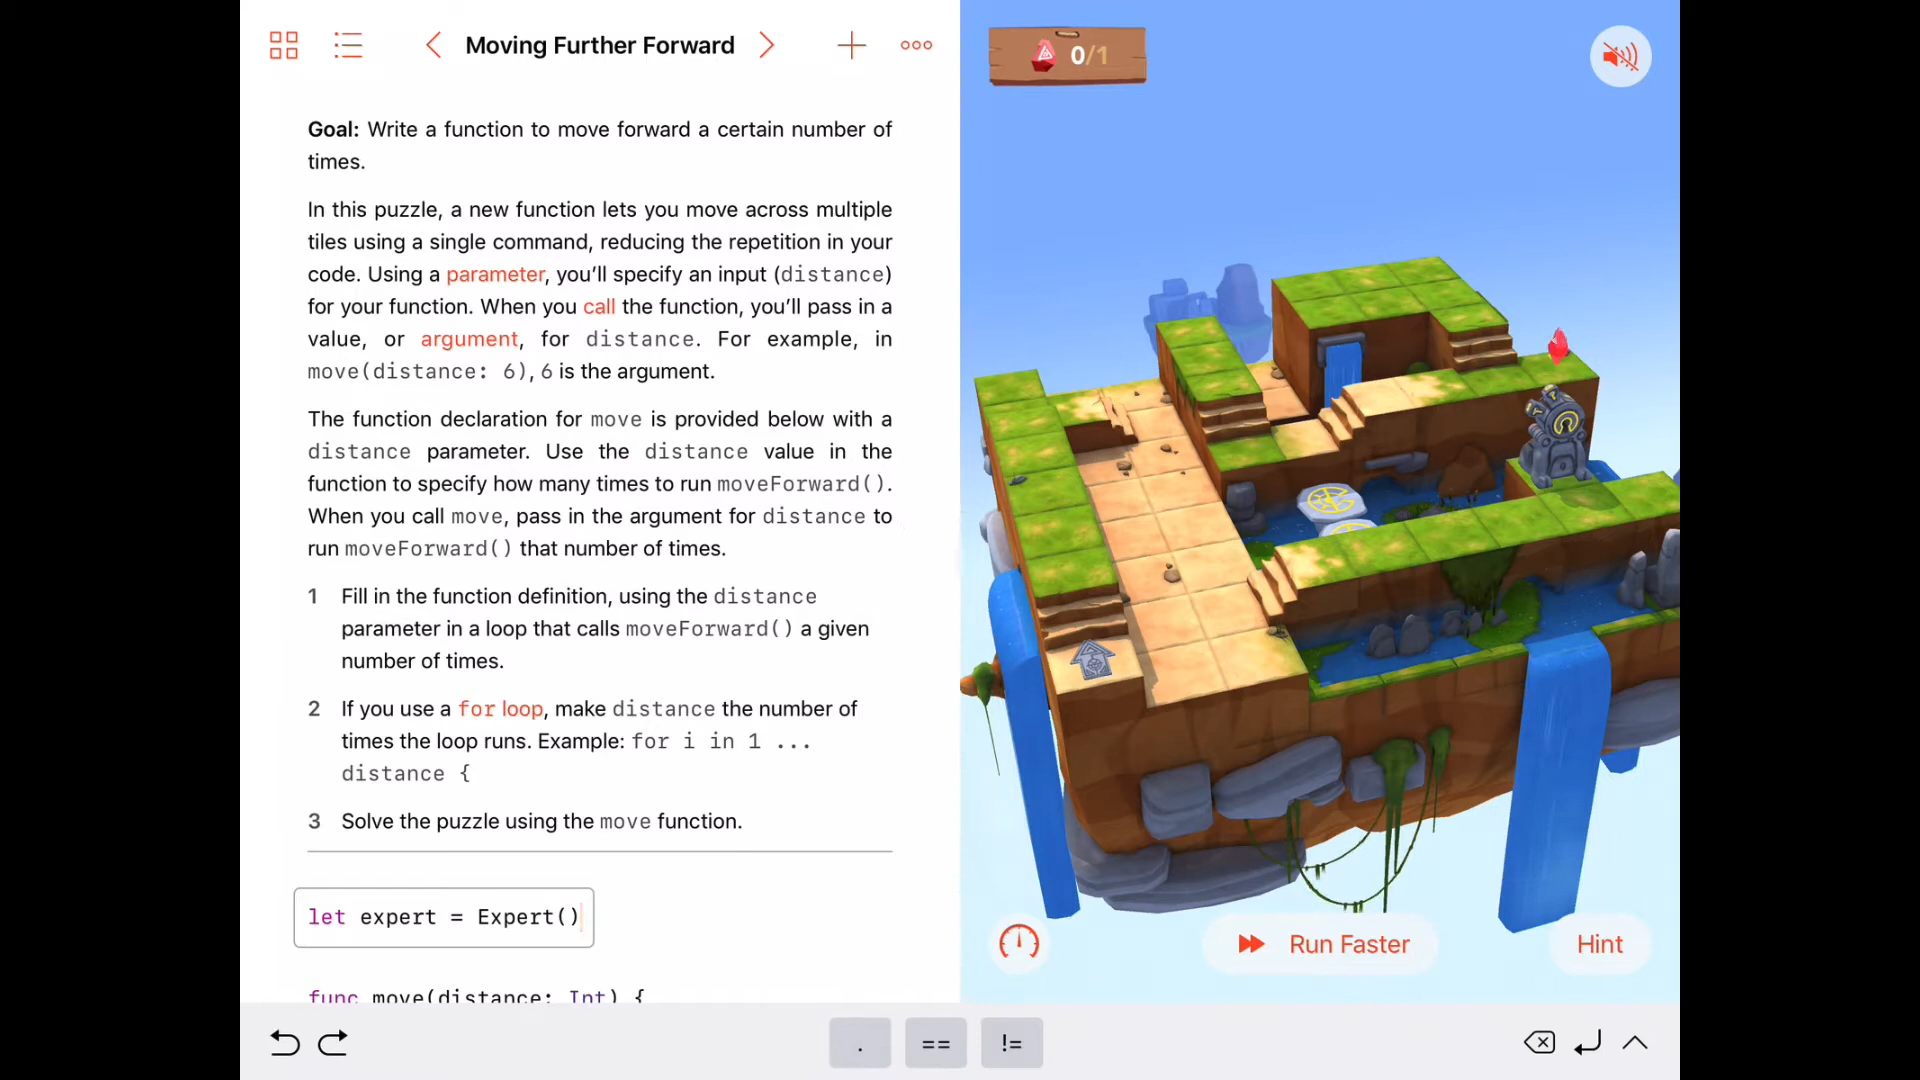 Moving Further Forward
0/1
Goal: Write a function to move forward a certain number of
times.
In this puzzle, a new function lets you move across multiple
tiles using a single command, reducing the repetition in your
code. Using a parameter, you’ll specify an input (distance)
for your function. When you call the function, you’ll pass in a
value, or argument, for distance. For example, in
move(distance: 6), 6 is the argument.
The function declaration for move is provided below with a
distance parameter. Use the distance value in the
function to specify how many times to run moveForward().
When you call move, pass in the argument for distance to
run moveForward() that number of times.
1 Fill in the function definition, using the distance
parameter in a loop that calls moveForward() a given
number of times.
2 If you use a for loop, make distance the number of
times the loop runs. Example: for i in 1 ...
distance {
3 Solve the puzzle using the move function.
let expert = Expert()
func move(distance: Int) {
Run Faster
Hint
. == !=